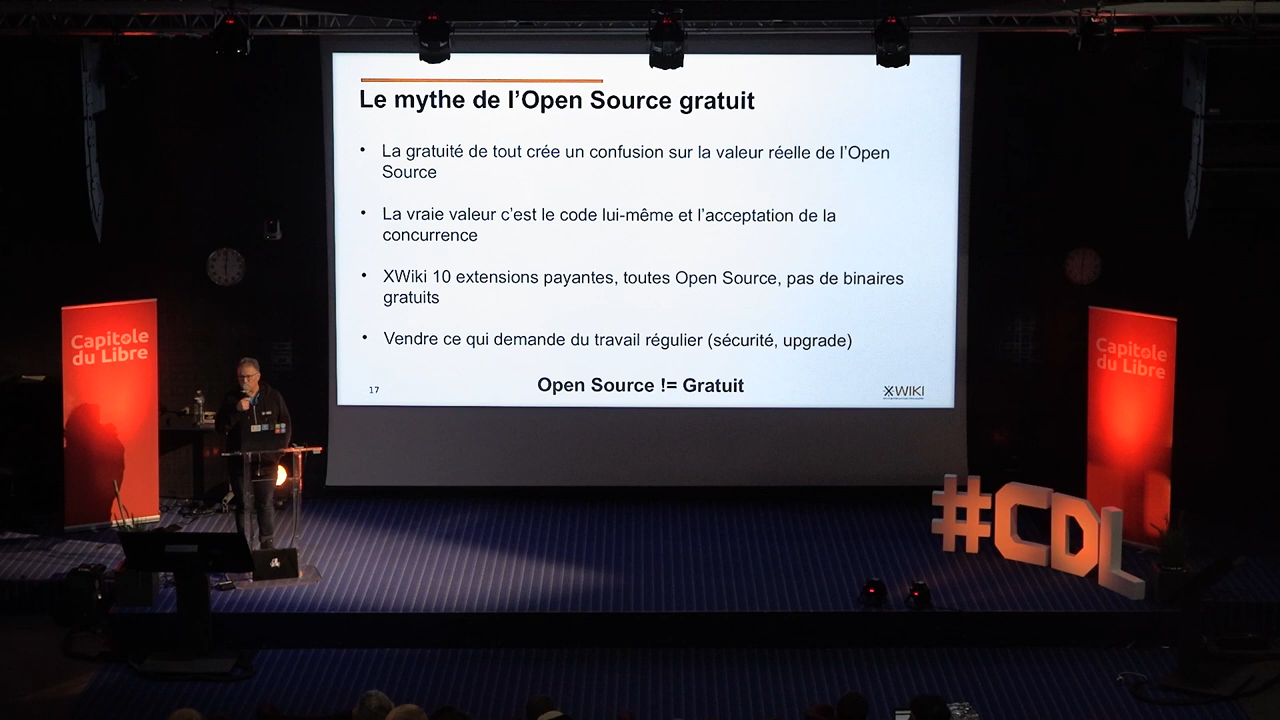 Le mythe de l’Open Source gratuit
• La gratuité de tout crée un confusion sur la valeur réelle de l’Open
Source
• La vraie valeur c’est le code lui-même et l’acceptation de la
concurrence
• XWiki 10 extensions payantes, toutes Open Source, pas de binaires
gratuits
• Vendre ce qui demande du travail régulier (sécurité, upgrade)
Open Source != Gratuit
17
XWIKI
Capitole
du Libre
Capitole
du Libre
#CDL